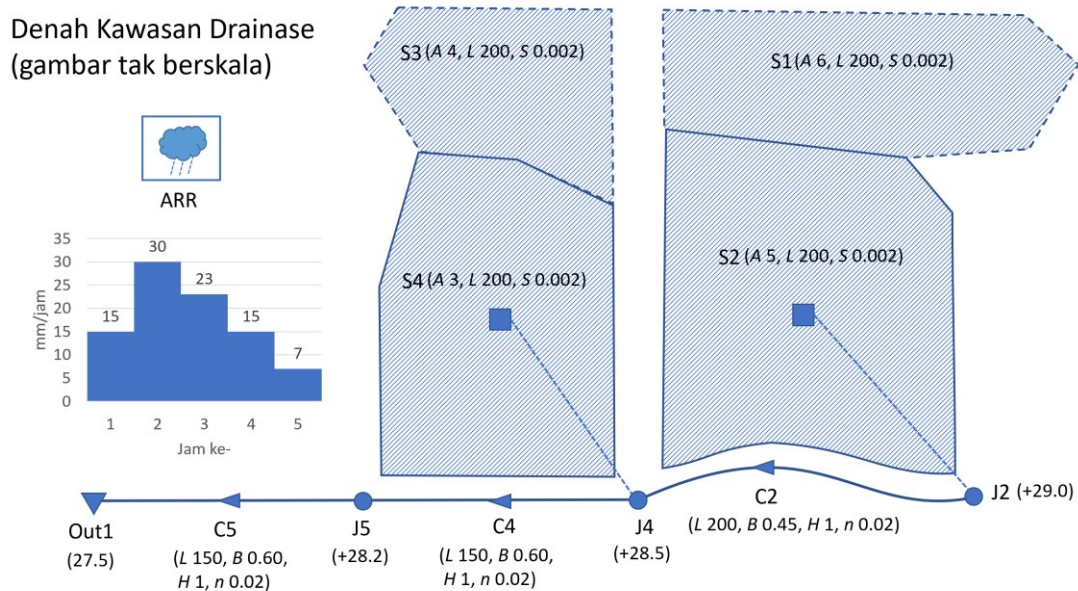 Denah Kawasan Drainase
(gambar tak berskala)
S3 (A 4, L 200, S 0.002)
S1 (A 6, L 200, S 0.002)
ARR
35
30
25
20
15
10
5
0
mm/jam
15
30
23
15
7
1 2 3 4 5
Jam ke-
S4 (A 3, L 200, S 0.002)
S2 (A 5, L 200, S 0.002)
Out1
(27.5)
C5
(L 150, B 0.60,
H 1, n 0.02)
J5
(+28.2)
C4
(L 150, B 0.60,
H 1, n 0.02)
J4
(+28.5)
C2
(L 200, B 0.45, H 1, n 0.02)
J2 (+29.0)